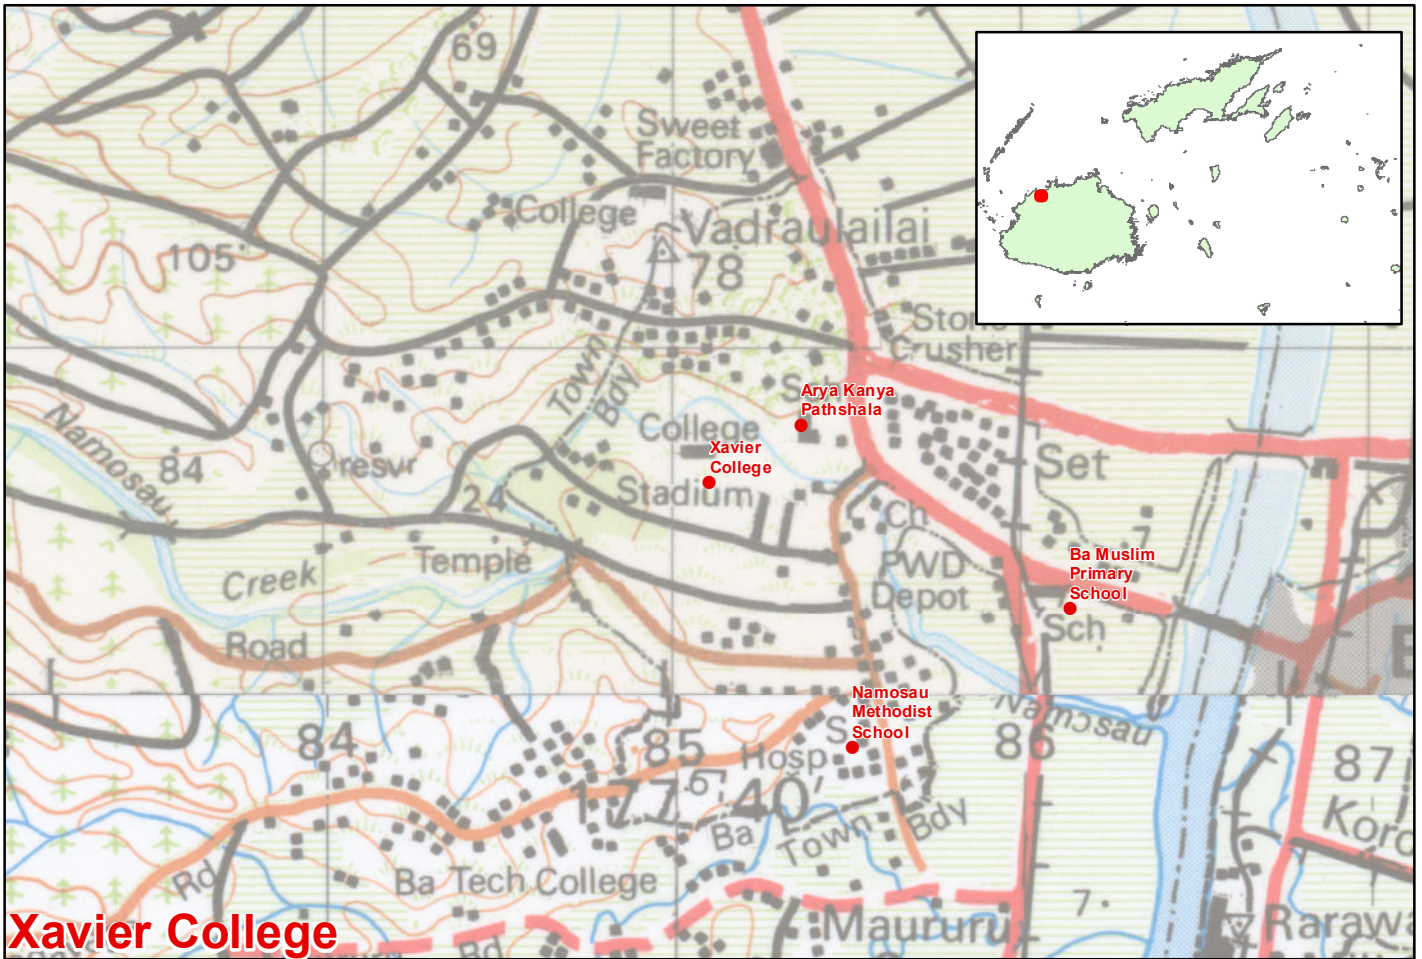 69
Sweet
Factory
College
Vadraulailai
105
78
Stone
Crusher
Town
Bdy
Sch
Arya Kanya
Pathshala
College
Xavier
College
Namosau
84
resvr
24
Stadium
Set
Ch
7
Temple
PWD
Depot
Ba Muslim
Primary
School
Creek
Sch
Road
Namosau
Methodist
School
Namosau
84
85
86
87
Hosp
177°
40'
Ba
Town
Bdy
Koro
Rd
Ba Tech College
7
Maururu
Rarawa
Rd
Xavier College